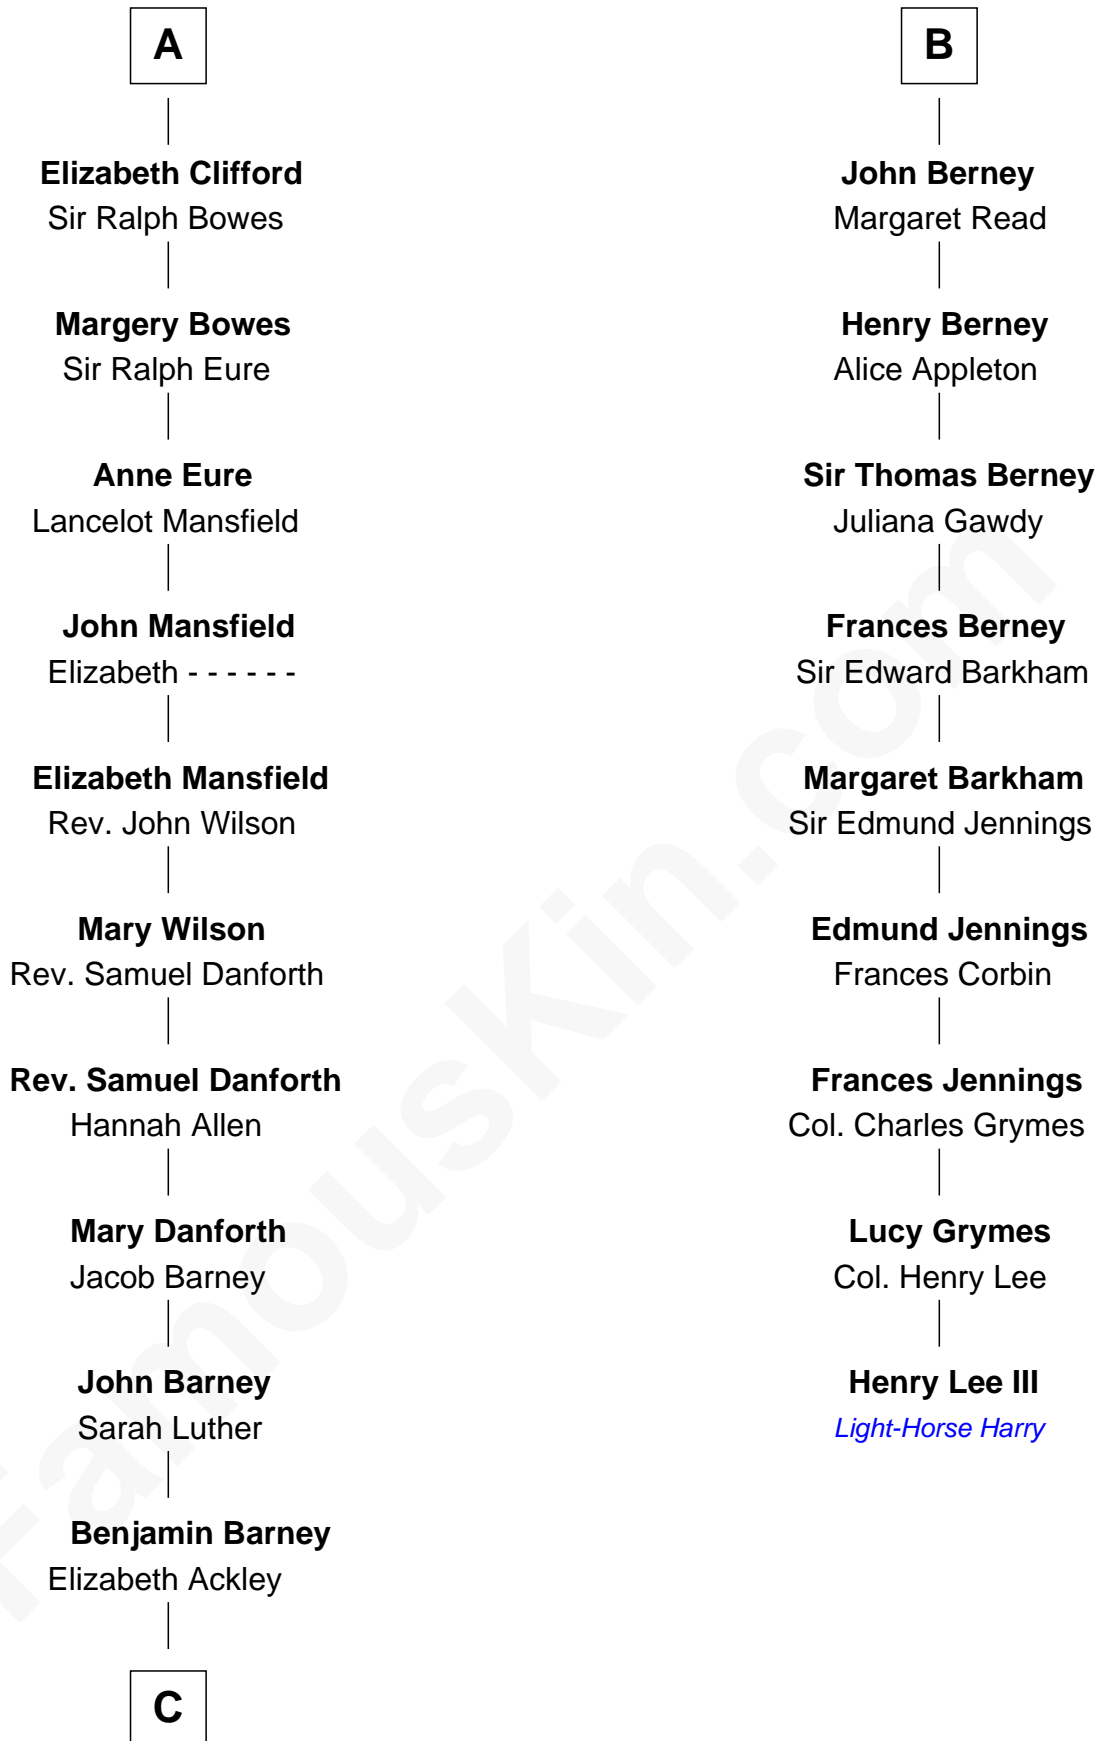 A
Elizabeth Clifford
Sir Ralph Bowes
Margery Bowes
Sir Ralph Eure
Anne Eure
Lancelot Mansfield
John Mansfield
Elizabeth - - - - - -
Elizabeth Mansfield
Rev. John Wilson
Mary Wilson
Rev. Samuel Danforth
Rev. Samuel Danforth
Hannah Allen
Mary Danforth
Jacob Barney
John Barney
Sarah Luther
Benjamin Barney
Elizabeth Ackley
C
B
John Berney
Margaret Read
Henry Berney
Alice Appleton
Sir Thomas Berney
Juliana Gawdy
Frances Berney
Sir Edward Barkham
Margaret Barkham
Sir Edmund Jennings
Edmund Jennings
Frances Corbin
Frances Jennings
Col. Charles Grymes
Lucy Grymes
Col. Henry Lee
Henry Lee III
Light-Horse Harry
FamousKin.com